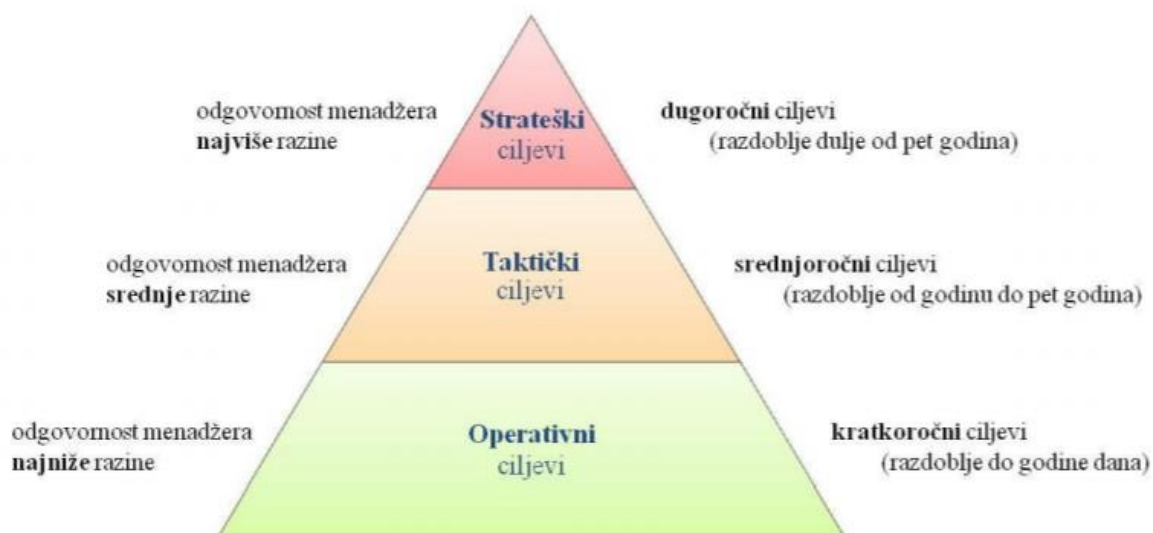 odgovornost menadžera
najviše razine
Strateški
ciljevi
dugoročni ciljevi
(razdoblje dulje od pet godina)
odgovornost menadžera
srednje razine
Taktički
ciljevi
srednjoročni ciljevi
(razdoblje od godinu do pet godina)
odgovornost menadžera
najniže razine
Operativni
ciljevi
kratkoročni ciljevi
(razdoblje do godine dana)